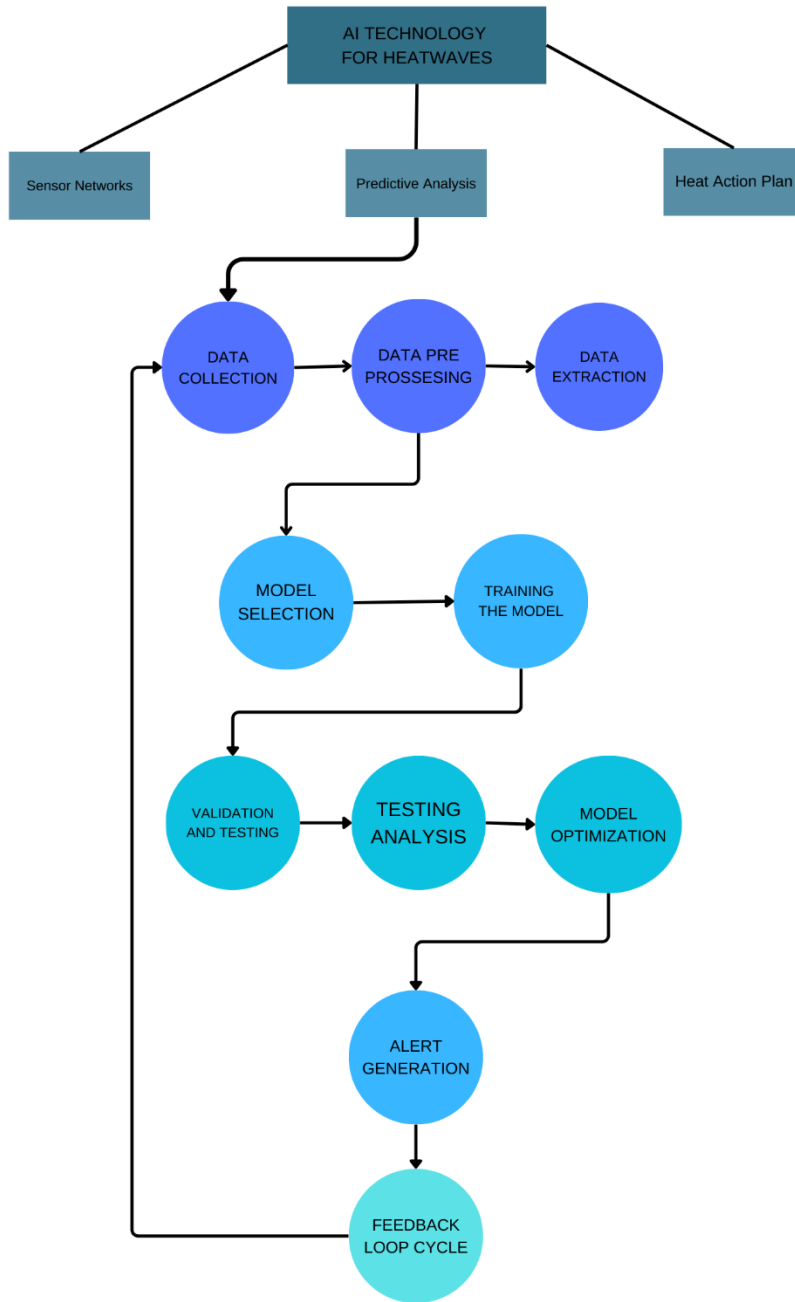 AI TECHNOLOGY
FOR HEATWAVES
Sensor Networks
Predictive Analysis
Heat Action Plan
DATA
COLLECTION
DATA PRE
PROSSESING
DATA
EXTRACTION
MODEL
SELECTION
TRAINING
THE MODEL
VALIDATION
AND TESTING
TESTING
ANALYSIS
MODEL
OPTIMIZATION
ALERT
GENERATION
FEEDBACK
LOOP CYCLE